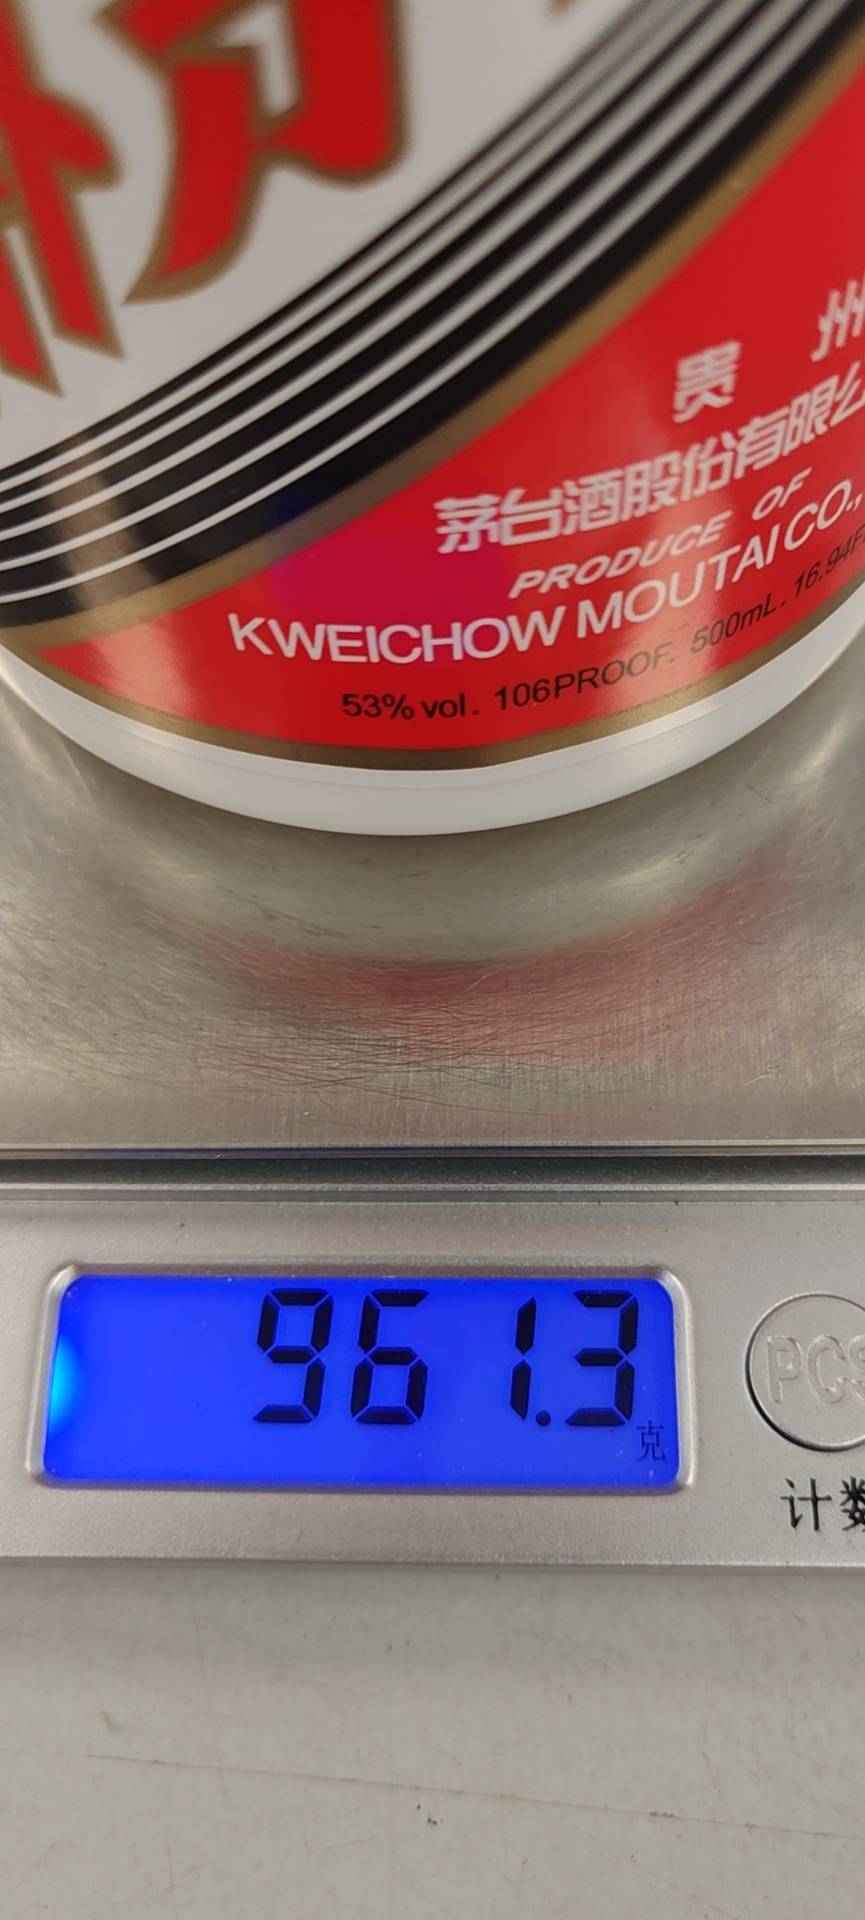 贵 州
茅台酒股份有限公
PRODUCE OF
KWEICHOW MOUTAI CO.,
53% vol. 106PROOF. 500mL. 16.94F
961.3
克
PCS
计数